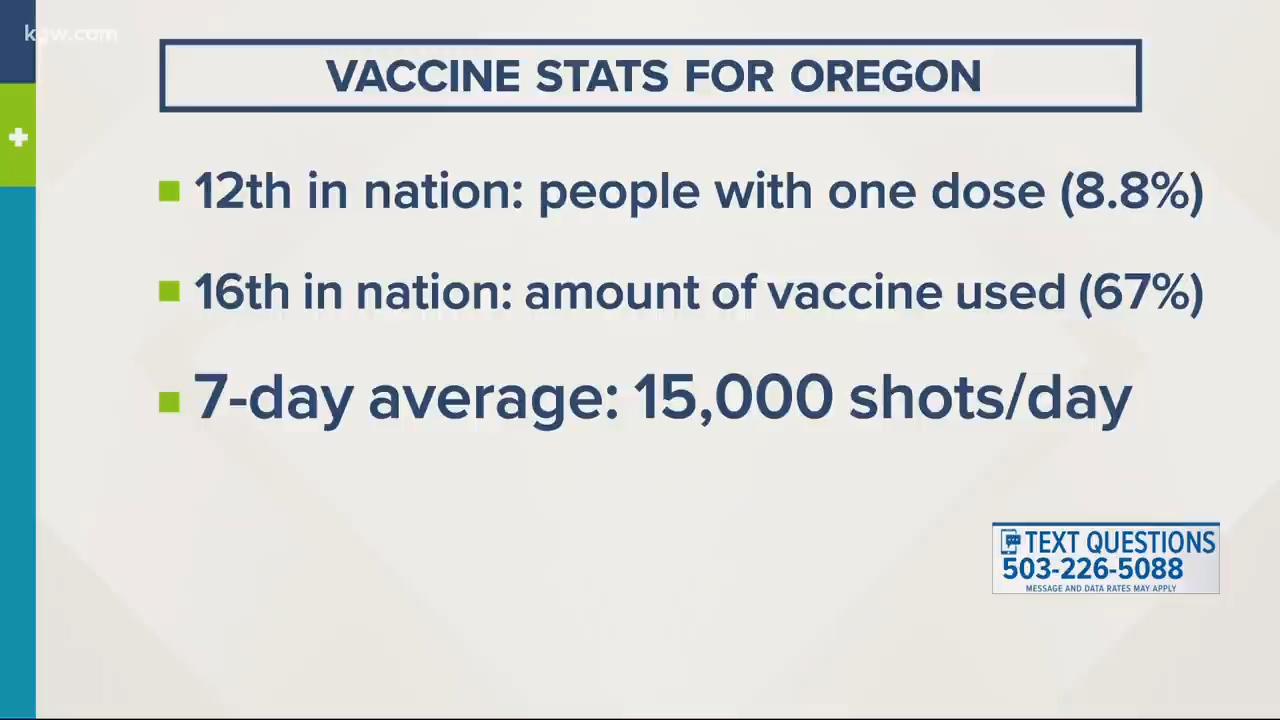 kgw.com
VACCINE STATS FOR OREGON
12th in nation: people with one dose (8.8%)
16th in nation: amount of vaccine used (67%)
7-day average: 15,000 shots/day
TEXT QUESTIONS
503-226-5088
MESSAGE AND DATA RATES MAY APPLY